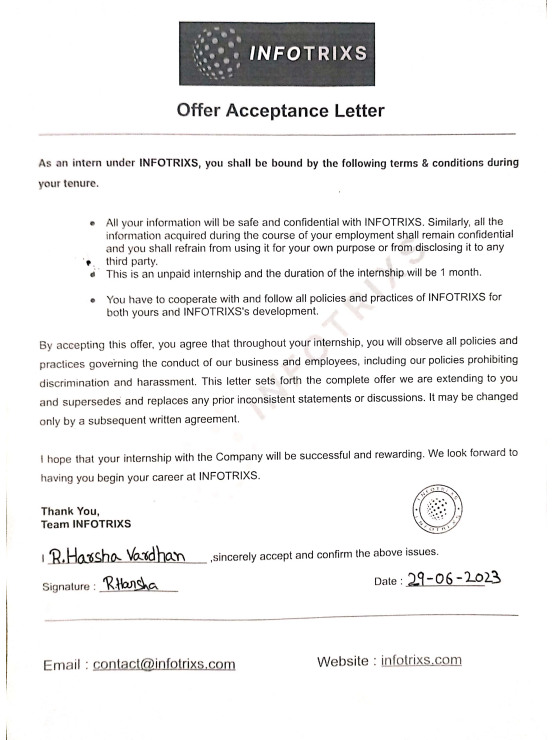 INFOTRIXS
Offer Acceptance Letter
As an intern under INFOTRIXS, you shall be bound by the following terms & conditions during
your tenure.
• All your information will be safe and confidential with INFOTRIXS. Similarly, all the
information acquired during the course of your employment shall remain confidential
and you shall refrain from using it for your own purpose or from disclosing it to any
third party.
• This is an unpaid internship and the duration of the internship will be 1 month.
• You have to cooperate with and follow all policies and practices of INFOTRIXS for
both yours and INFOTRIXS's development.
By accepting this offer, you agree that throughout your internship, you will observe all policies and
practices governing the conduct of our business and employees, including our policies prohibiting
discrimination and harassment. This letter sets forth the complete offer we are extending to you
and supersedes and replaces any prior inconsistent statements or discussions. It may be changed
only by a subsequent written agreement.
INFOTRIXS
I hope that your internship with the Company will be successful and rewarding. We look forward to
having you begin your career at INFOTRIXS.
Thank You,
Team INFOTRIXS
I R.Harsha Vardhan ,sincerely accept and confirm the above issues.
Signature : R.Harsha Date : 29-06-2023
Email : contact@infotrixs.com Website : infotrixs.com